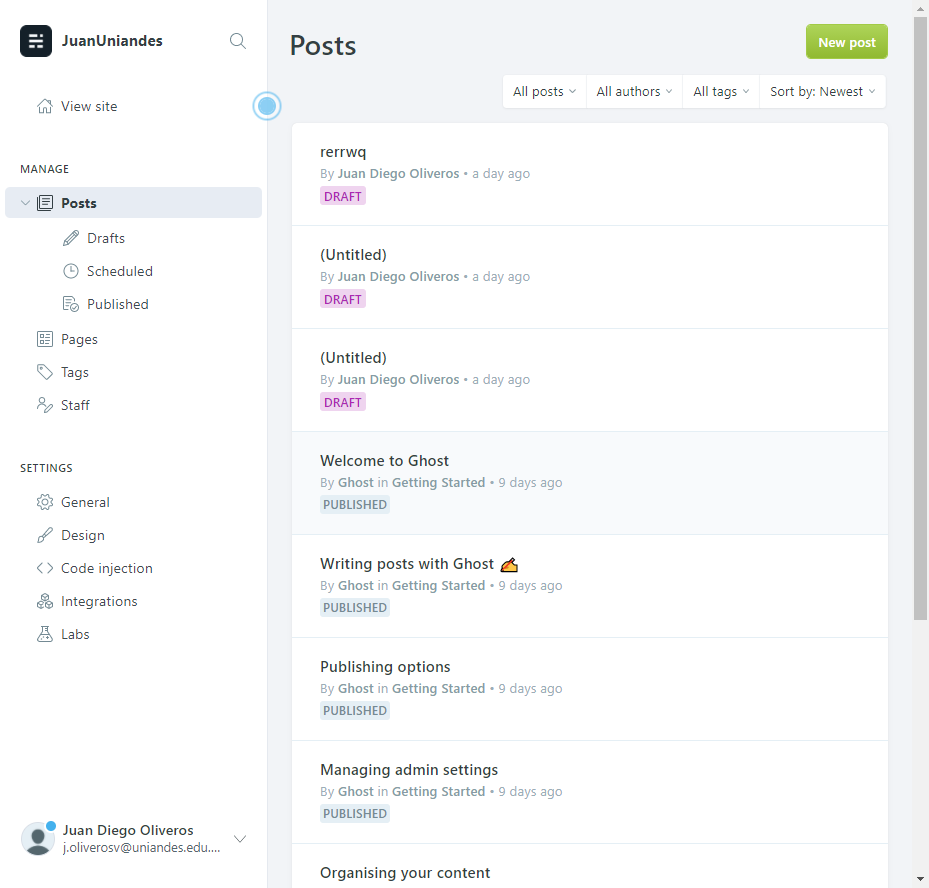 JuanUniandes
View site
MANAGE
Posts
Drafts
Scheduled
Published
Pages
Tags
Staff
SETTINGS
General
Design
Code injection
Integrations
Labs
Juan Diego Oliveros
j.oliverosv@uniandes.edu....
Posts
New post
All posts All authors All tags Sort by: Newest
rerrwq
By Juan Diego Oliveros • a day ago
DRAFT
(Untitled)
By Juan Diego Oliveros • a day ago
DRAFT
(Untitled)
By Juan Diego Oliveros • a day ago
DRAFT
Welcome to Ghost
By Ghost in Getting Started • 9 days ago
PUBLISHED
Writing posts with Ghost ✍️
By Ghost in Getting Started • 9 days ago
PUBLISHED
Publishing options
By Ghost in Getting Started • 9 days ago
PUBLISHED
Managing admin settings
By Ghost in Getting Started • 9 days ago
PUBLISHED
Organising your content